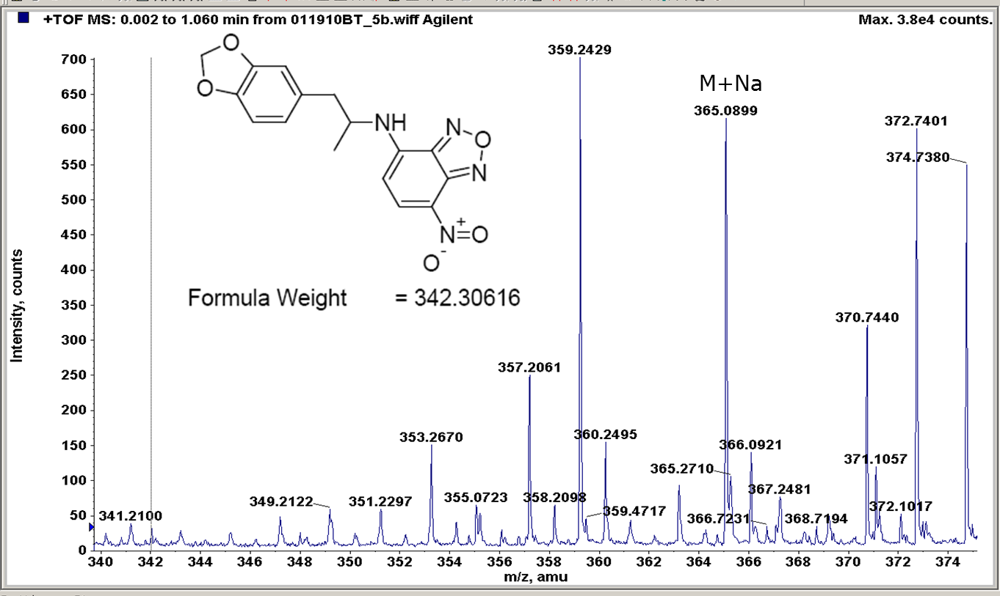 +TOF MS: 0.002 to 1.060 min from 011910BT_5b.wiff Agilent
Max. 3.8e4 counts.
O
O
NH
N
O
N
N+=O
O-
Formula Weight = 342.30616
M+Na
359.2429
365.0899
372.7401
374.7380
370.7440
357.2061
353.2670
360.2495
366.0921
371.1057
365.2710
367.2481
349.2122
351.2297
355.0723
358.2098
359.4717
372.1017
341.2100
366.7231
368.7194
700
650
600
550
500
450
400
350
300
250
200
150
100
50
0
Intensity, counts
340 342 344 346 348 350 352 354 356 358 360 362 364 366 368 370 372 374
m/z, amu